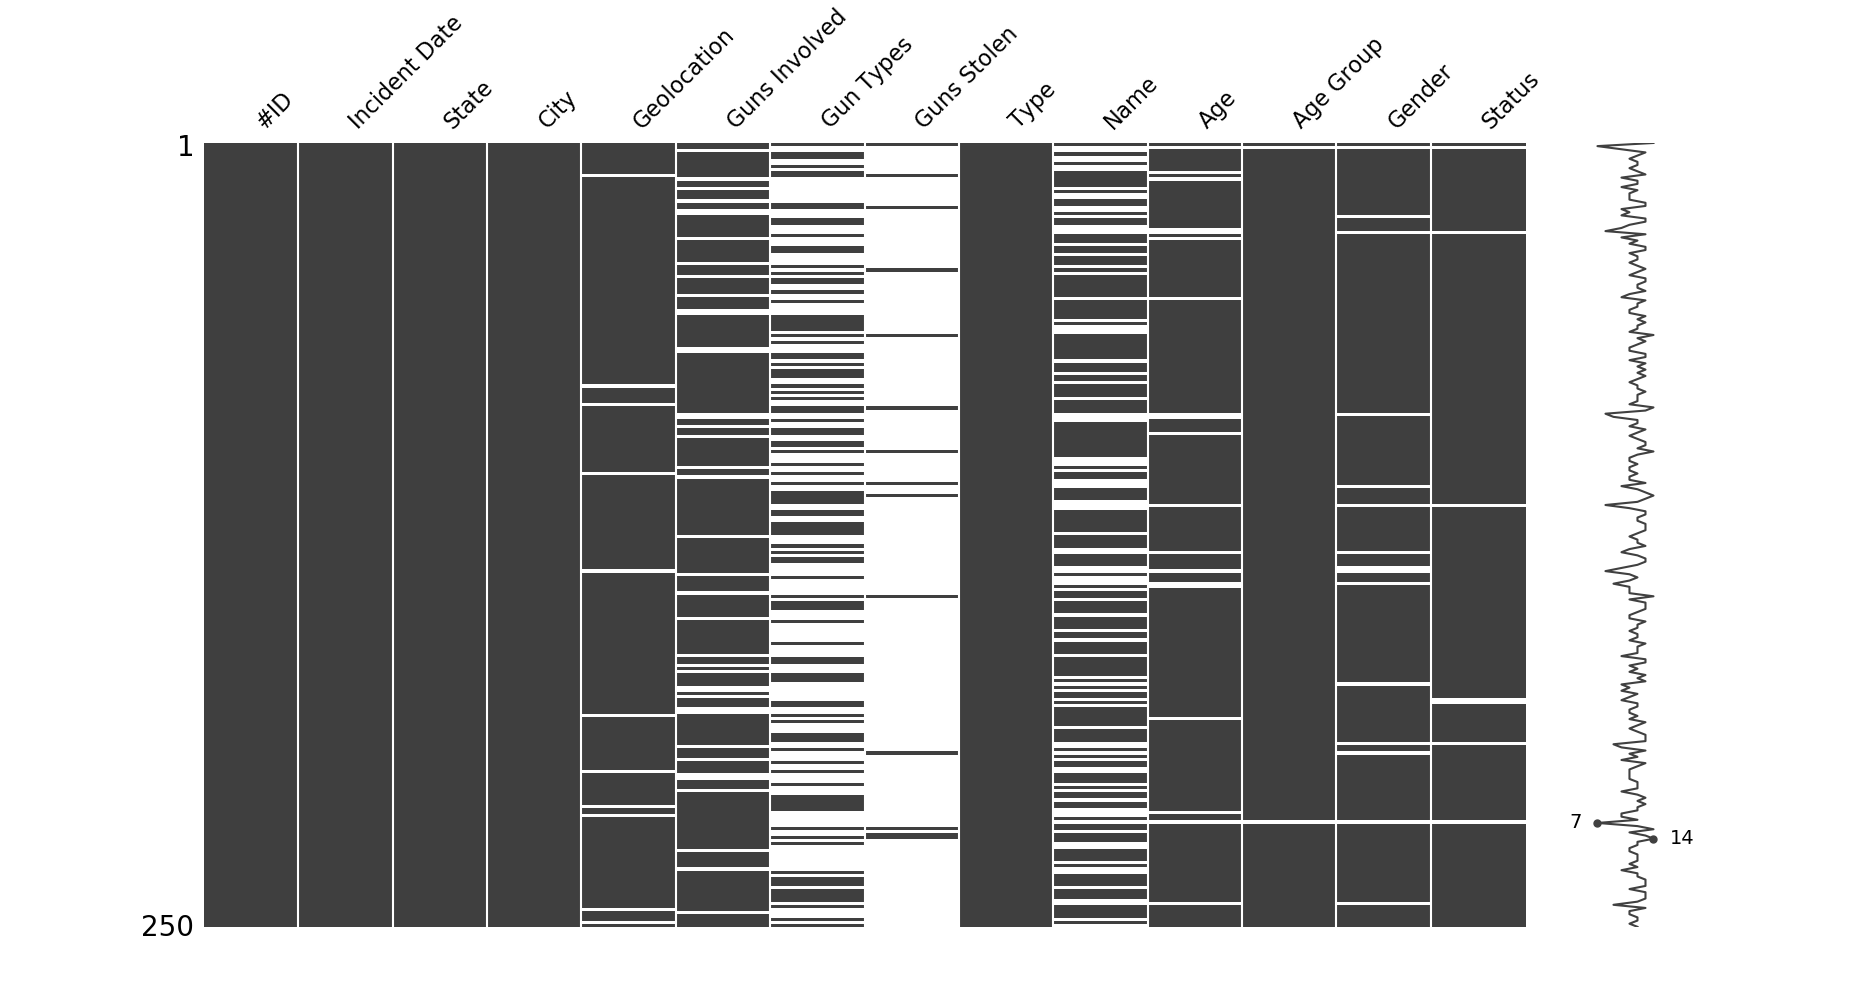 #ID
Incident Date
State
City
Geolocation
Guns Involved
Gun Types
Guns Stolen
Type
Name
Age
Age Group
Gender
Status
1
7
14
250